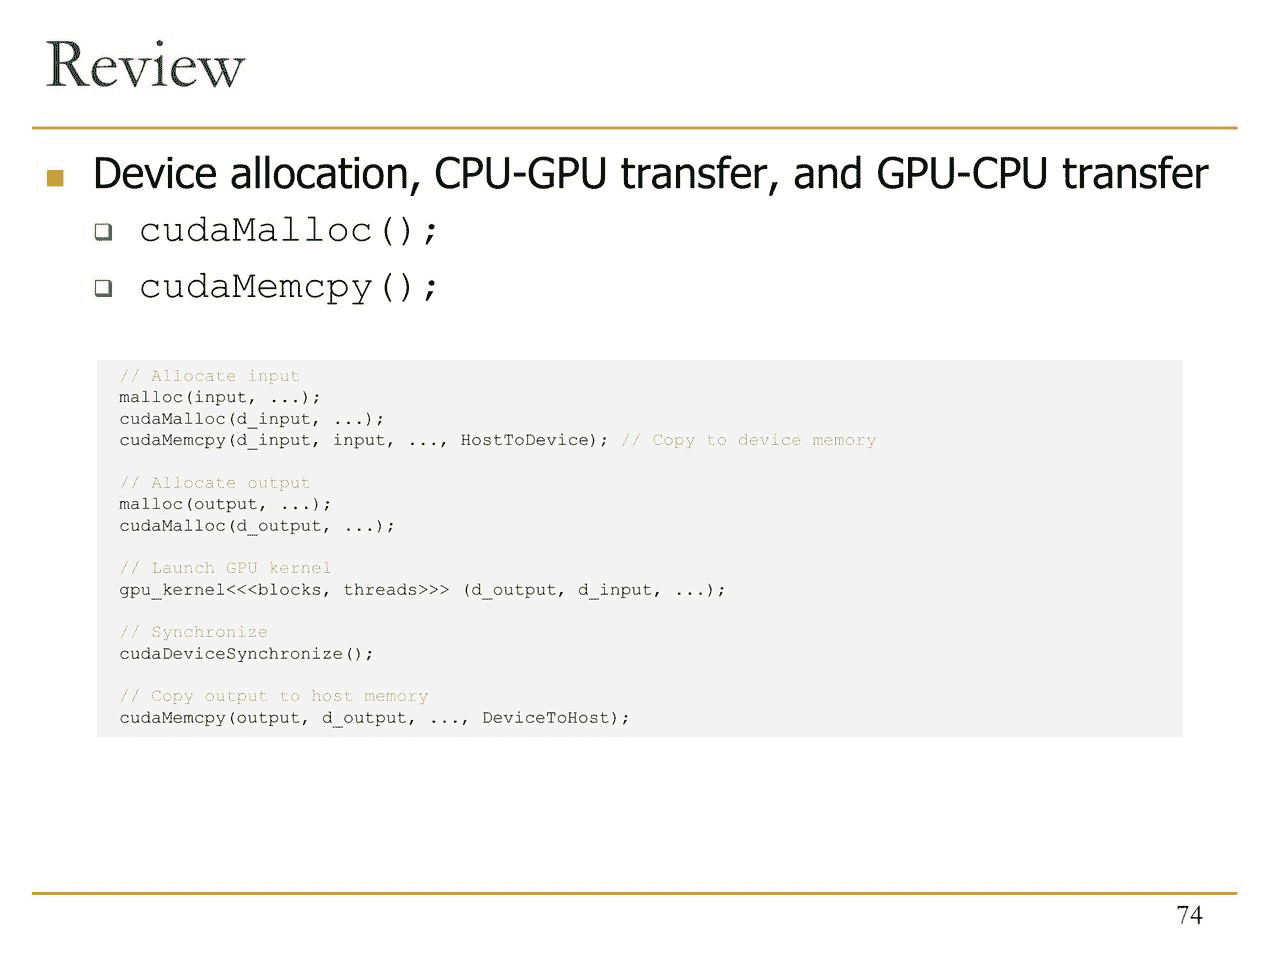 Review
Device allocation, CPU-GPU transfer, and GPU-CPU transfer
cudaMalloc();
cudaMemcpy();
// Allocate input
malloc(input, ...);
cudaMalloc(d_input, ...);
cudaMemcpy(d_input, input, ..., HostToDevice); // Copy to device memory
// Allocate output
malloc(output, ...);
cudaMalloc(d_output, ...);
// Launch GPU kernel
gpu_kernel<<<blocks, threads>>> (d_output, d_input, ...);
// Synchronize
cudaDeviceSynchronize();
// Copy output to host memory
cudaMemcpy(output, d_output, ..., DeviceToHost);
74